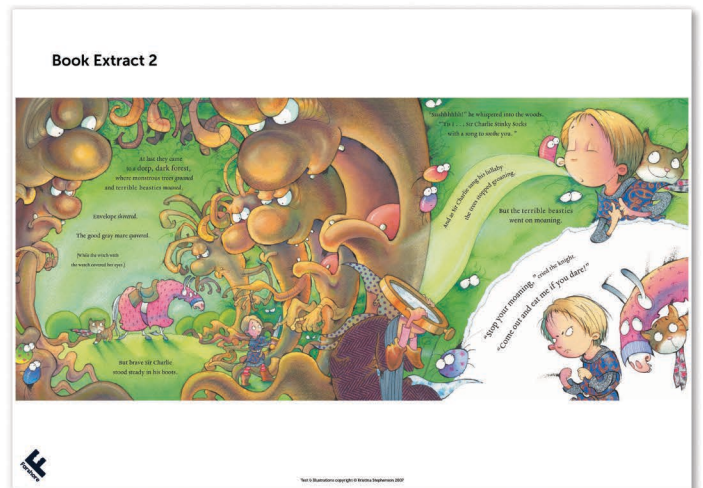 Book Extract 2
At last they came
to a deep, dark forest,
where monstrous trees groaned
and terrible beasties moaned.
Envelope shivered.
The good gray mare quivered.
(While the witch with
the watch covered her eyes.)
But brave Sir Charlie
stood ready in his boots.
"Shhhhhhh!" he whispered into the woods.
"Tis I . . . Sir Charlie Stinky Socks
with a song to soothe you."
And as Sir Charlie sang his lullaby
the trees stopped groaning.
But the terrible beasties
went on moaning.
"Stop your moaning," cried the knight.
"Come out and eat me if you dare!"
Farshore
Text & Illustrations copyright © Kristina Stephenson 2007